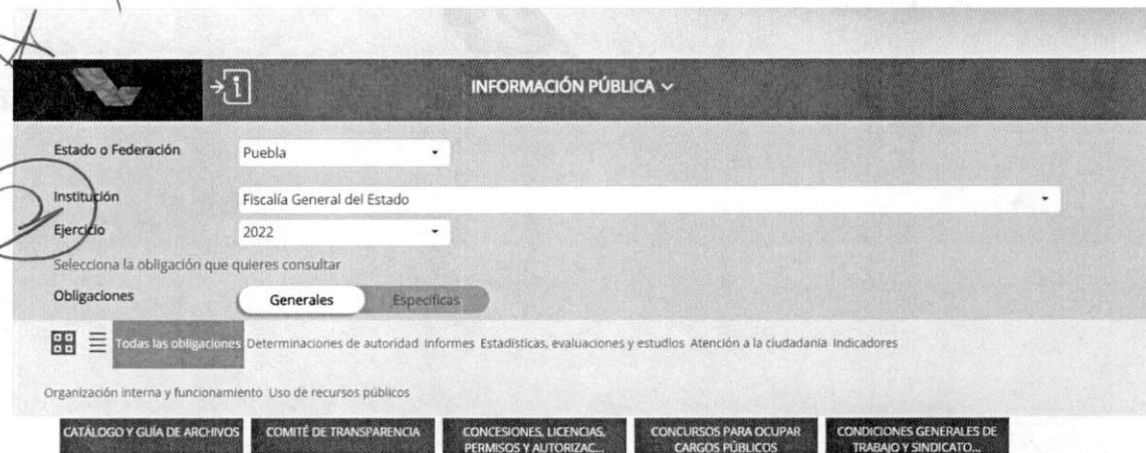 INFORMACIÓN PÚBLICA
Estado o Federación Puebla
Institución Fiscalía General del Estado
Ejercicio 2022
Selecciona la obligación que quieres consultar
Obligaciones Generales Específicas
Todas las obligaciones Determinaciones de autoridad Informes Estadísticas, evaluaciones y estudios Atención a la ciudadanía Indicadores
Organización interna y funcionamiento Uso de recursos públicos
CATÁLOGO Y GUÍA DE ARCHIVOS COMITÉ DE TRANSPARENCIA CONCESIONES, LICENCIAS, CONCURSOS PARA OCUPAR CONDICIONES GENERALES DE
PERMISOS Y AUTORIZAC... CARGOS PÚBLICOS TRABAJO Y SINDICATO...